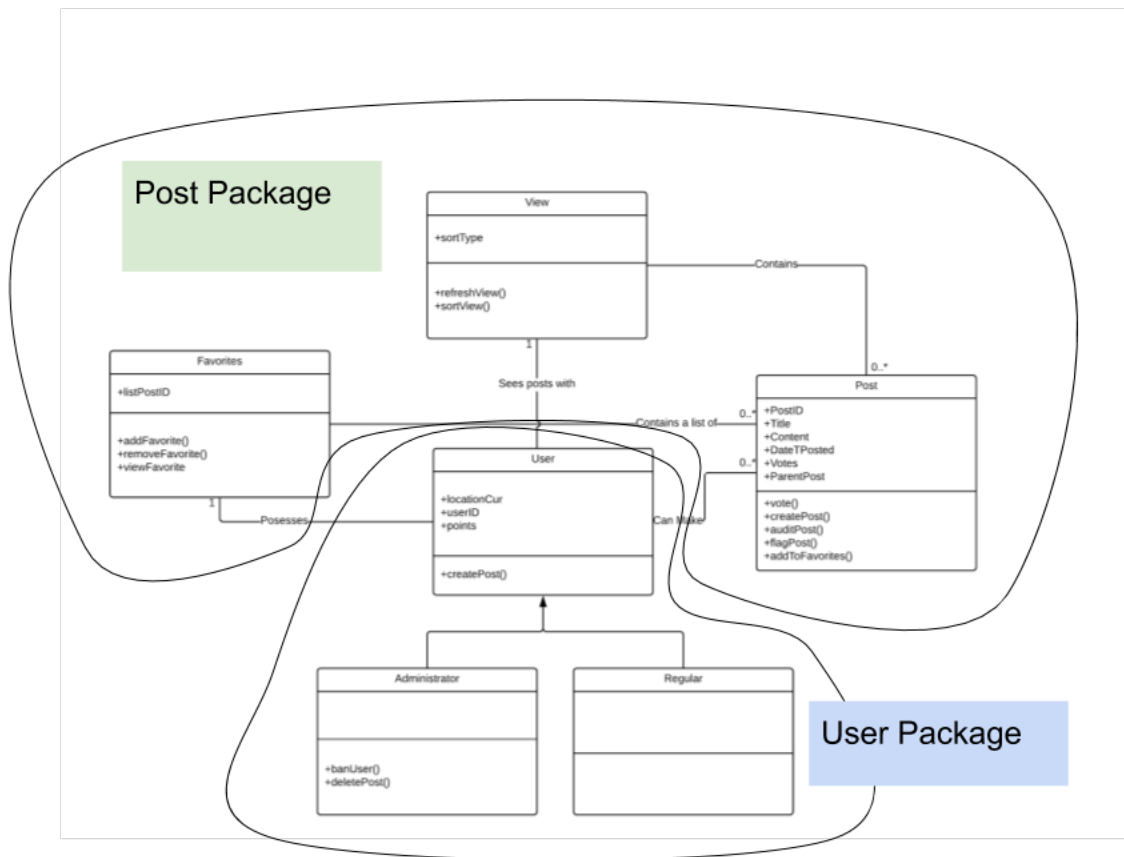 Post Package
View
+sortType
+refreshView()
+sortView()
Contains
1
0..*
Favorites
+listPostID
+addFavorite()
+removeFavorite()
+viewFavorite
Sees posts with
Contains a list of
0..*
Post
+PostID
+Title
+Content
+DateTPosted
+Votes
+ParentPost
+vote()
+createPost()
+auditPost()
+flagPost()
+addToFavorites()
0..*
User
+locationCur
+userID
+points
+createPost()
1
Posesses
Can Make
Administrator
+banUser()
+deletePost()
Regular
User Package